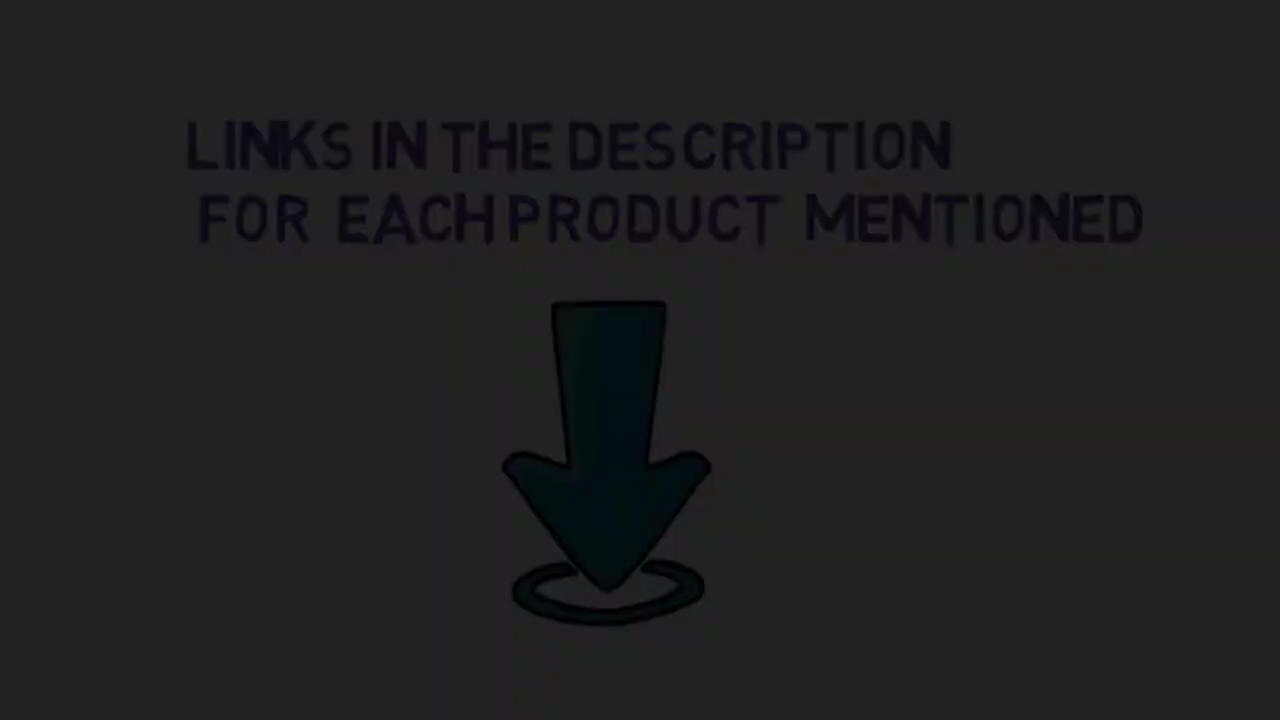 LINKS IN THE DESCRIPTION
FOR EACH PRODUCT MENTIONED